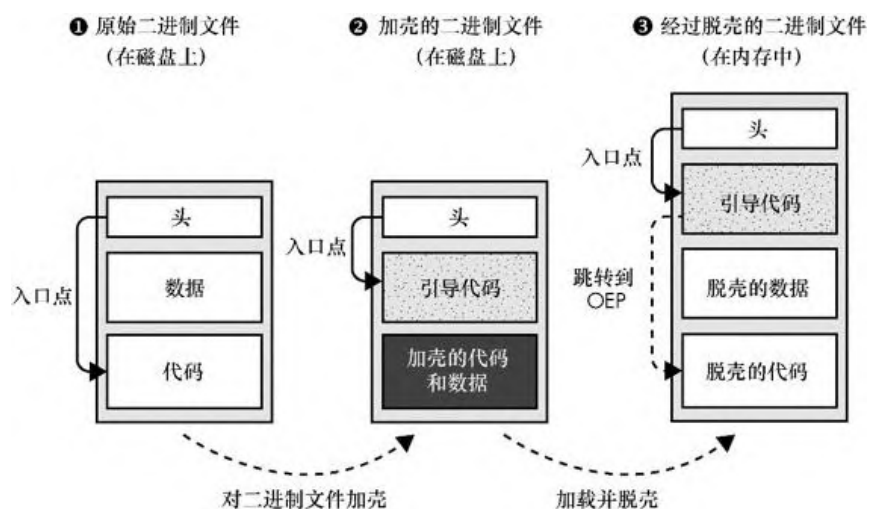 ❶ 原始二进制文件
(在磁盘上)
❷ 加壳的二进制文件
(在磁盘上)
❸ 经过脱壳的二进制文件
(在内存中)
头
入口点
数据
代码
头
入口点
引导代码
加壳的代码
和数据
头
入口点
引导代码
跳转到
OEP
脱壳的数据
脱壳的代码
对二进制文件加壳
加载并脱壳